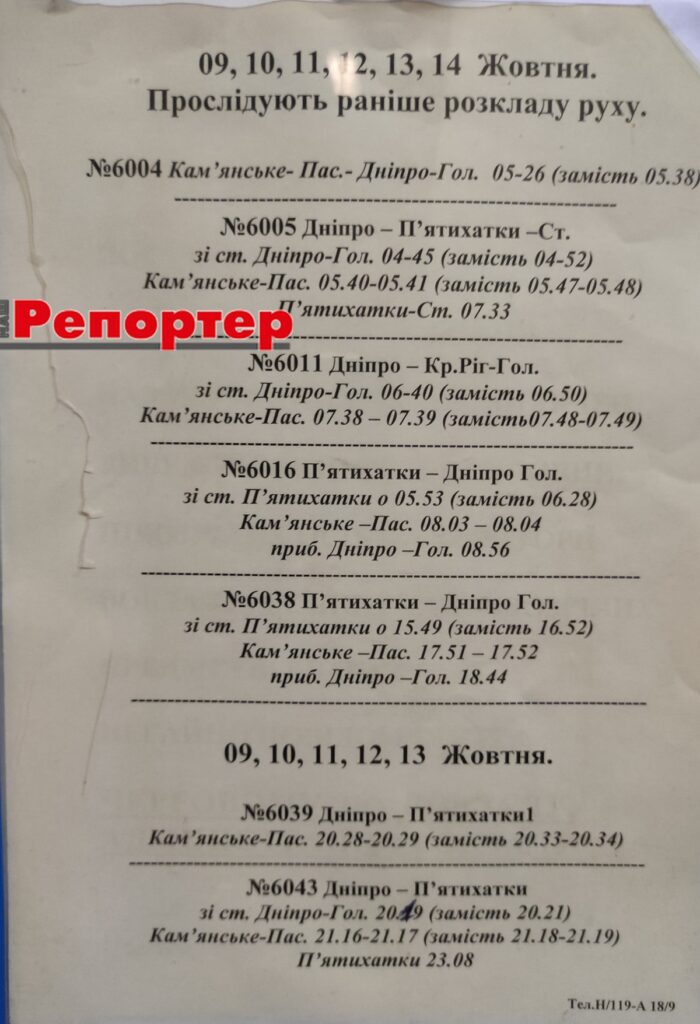 09, 10, 11, 12, 13, 14 Жовтня.
Прослідують раніше розкладу руху.
№6004 Кам’янське- Пас.- Дніпро-Гол. 05-26 (замість 05.38)
№6005 Дніпро – П’ятихатки –Ст.
зі ст. Дніпро-Гол. 04-45 (замість 04-52)
Кам’янське-Пас. 05.40-05.41 (замість 05.47-05.48)
П’ятихатки-Ст. 07.33
НАШ Репортер
№6011 Дніпро – Кр.Ріг-Гол.
зі ст. Дніпро-Гол. 06-40 (замість 06.50)
Кам’янське-Пас. 07.38 – 07.39 (замість07.48-07.49)
№6016 П’ятихатки – Дніпро Гол.
зі ст. П’ятихатки о 05.53 (замість 06.28)
Кам’янське –Пас. 08.03 – 08.04
приб. Дніпро –Гол. 08.56
№6038 П’ятихатки – Дніпро Гол.
зі ст. П’ятихатки о 15.49 (замість 16.52)
Кам’янське –Пас. 17.51 – 17.52
приб. Дніпро –Гол. 18.44
09, 10, 11, 12, 13 Жовтня.
№6039 Дніпро – П’ятихатки1
Кам’янське-Пас. 20.28-20.29 (замість 20.33-20.34)
№6043 Дніпро – П’ятихатки
зі ст. Дніпро-Гол. 20.19 (замість 20.21)
Кам’янське-Пас. 21.16-21.17 (замість 21.18-21.19)
П’ятихатки 23.08
Тел.Н/119-А 18/9